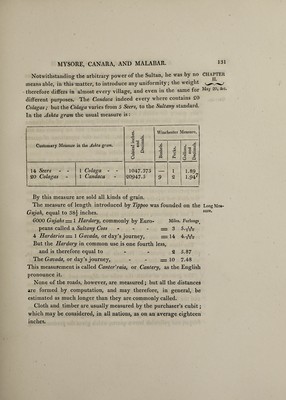 MYSORE, CANARA, AND MALABAR.
131
Notwithstanding the arbitrary power of the Sultan, he was by no
CHAPTER II.
means able, in this matter, to introduce any uniformity; the weight
therefore differs in almost every village, and even in the same for
May 20, &c.
different purposes. The Candaca indeed every where contains 20
Colagas; but the Colaga varies from 5 Seers, to the Sultany standard.
In the Ashta gram the usual measure is:
Customary Measure in the Ashta gram.
Cubical Inches. and Decimals.
Winchester Measure.
Bushels.
Pecks.
Gallons, and Decimals.
14 Seers - - 1 Colaga - - 1047.375 — 1 1.89
20 Colagas - 1 Candaca - 20947.5 9 2 1.947
By this measure are sold all kinds of grain.
The measure of length introduced by Tippoo was founded on the
Long Measure.
Gujah, equal to 38¾ inches.
6000 Gujahs = 1 Hardary, commonly by Euro- Miles. Furlongs.
peans called a Sultany Coss - - - = 3
4 Hardaries = 1 Gavada, or day's journey, = 14
But the Hardary in common use is one fourth less,
and is therefore equal to - - 2 5.87
The Gavada, or day's journey, - - = 10 7.48
This measurement is called Canter'raia, or Cantery, as the English
pronounce it.
None of the roads, however, are measured; but all the distances
are formed by computation, and may therefore, in general, be
estimated as much longer than they are commonly called.
Cloth and timber are usually measured by the purchaser's cubit;
which may be considered, in all nations, as on an average eighteen
inches.